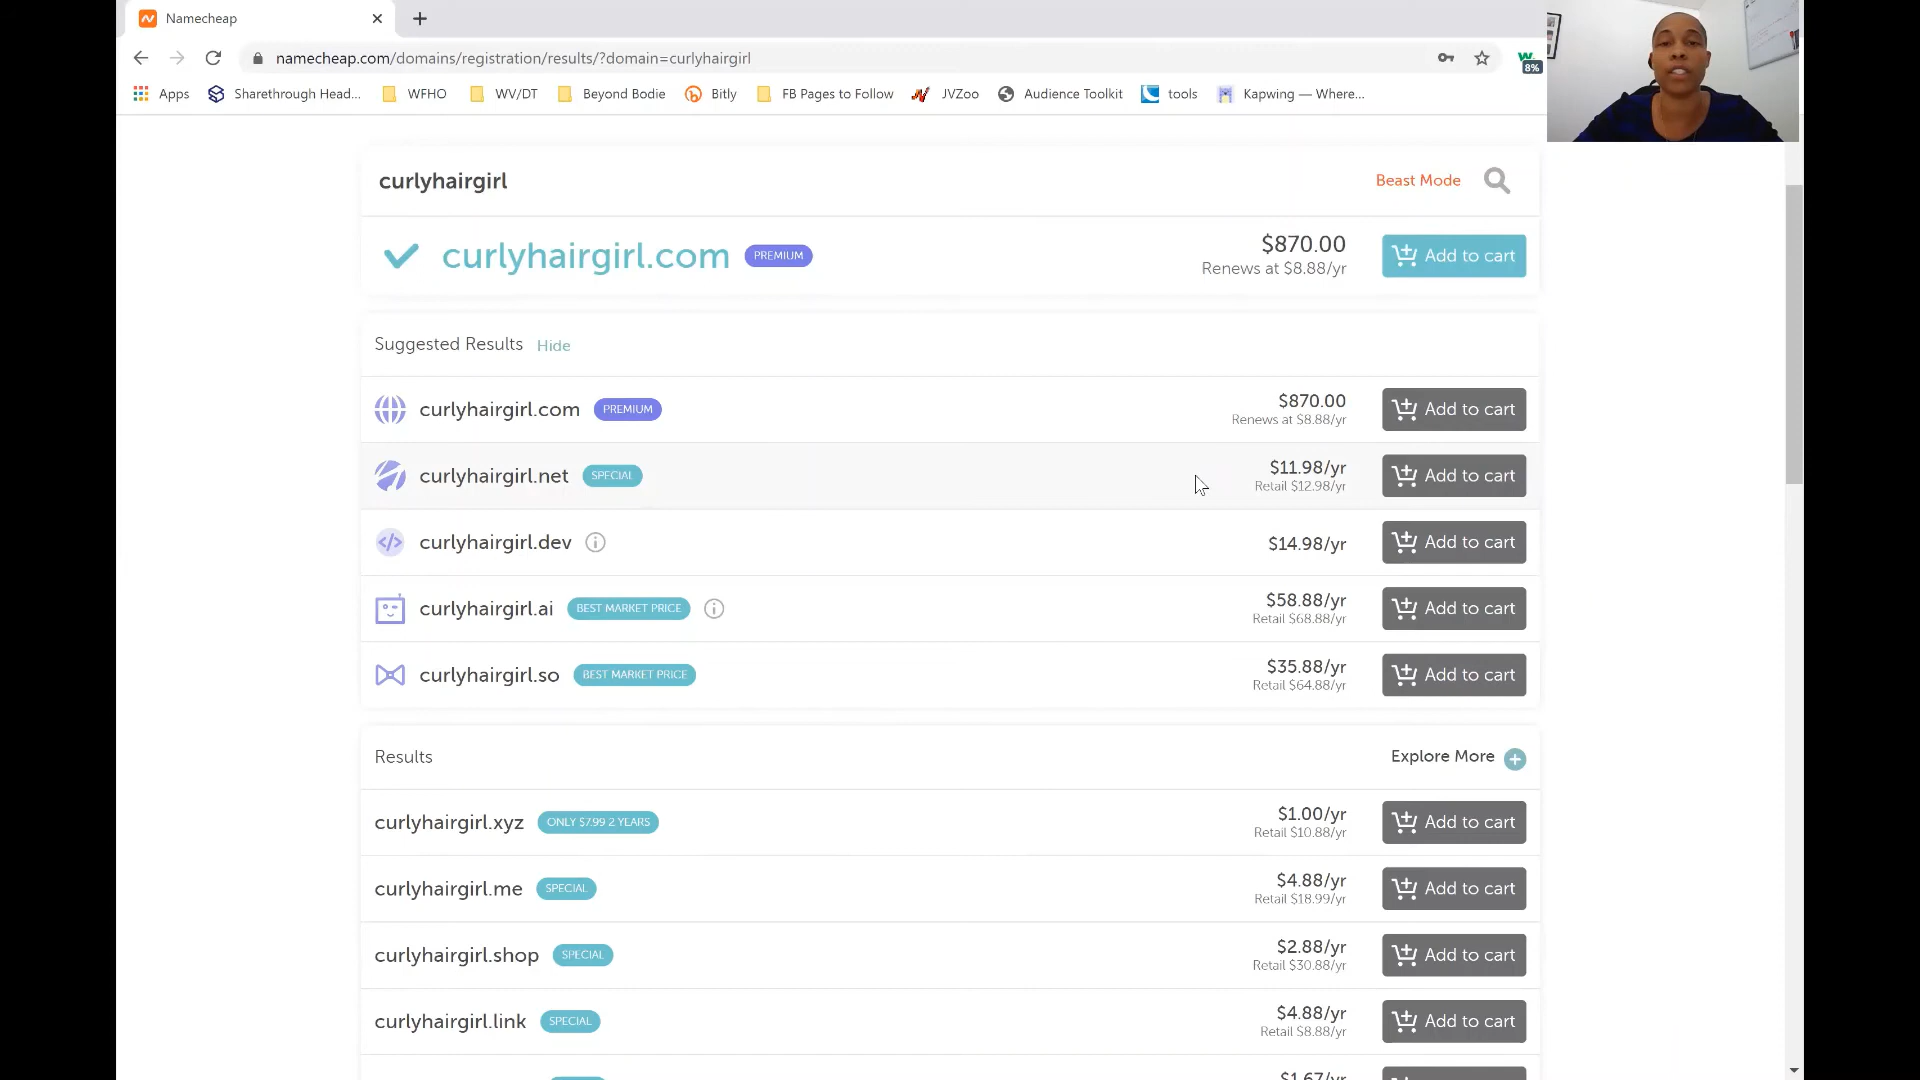 Namecheap
namecheap.com/domains/registration/results/?domain=curlyhairgirl
8%
Apps Sharethrough Head... WFHO WV/DT Beyond Bodie Bitly FB Pages to Follow JVZoo Audience Toolkit tools Kapwing — Where...
curlyhairgirl Beast Mode
curlyhairgirl.com PREMIUM $870.00 Add to cart
Renews at $8.88/yr
Suggested Results Hide
curlyhairgirl.com PREMIUM $870.00 Add to cart
Renews at $8.88/yr
curlyhairgirl.net SPECIAL $11.98/yr Add to cart
Retail $12.98/yr
curlyhairgirl.dev $14.98/yr Add to cart
curlyhairgirl.ai BEST MARKET PRICE $58.88/yr Add to cart
Retail $68.88/yr
curlyhairgirl.so BEST MARKET PRICE $35.88/yr Add to cart
Retail $64.88/yr
Results Explore More
curlyhairgirl.xyz ONLY $7.99 2 YEARS $1.00/yr Add to cart
Retail $10.88/yr
curlyhairgirl.me SPECIAL $4.88/yr Add to cart
Retail $18.99/yr
curlyhairgirl.shop SPECIAL $2.88/yr Add to cart
Retail $30.88/yr
curlyhairgirl.link SPECIAL $4.88/yr Add to cart
Retail $8.88/yr
$1.67/yr